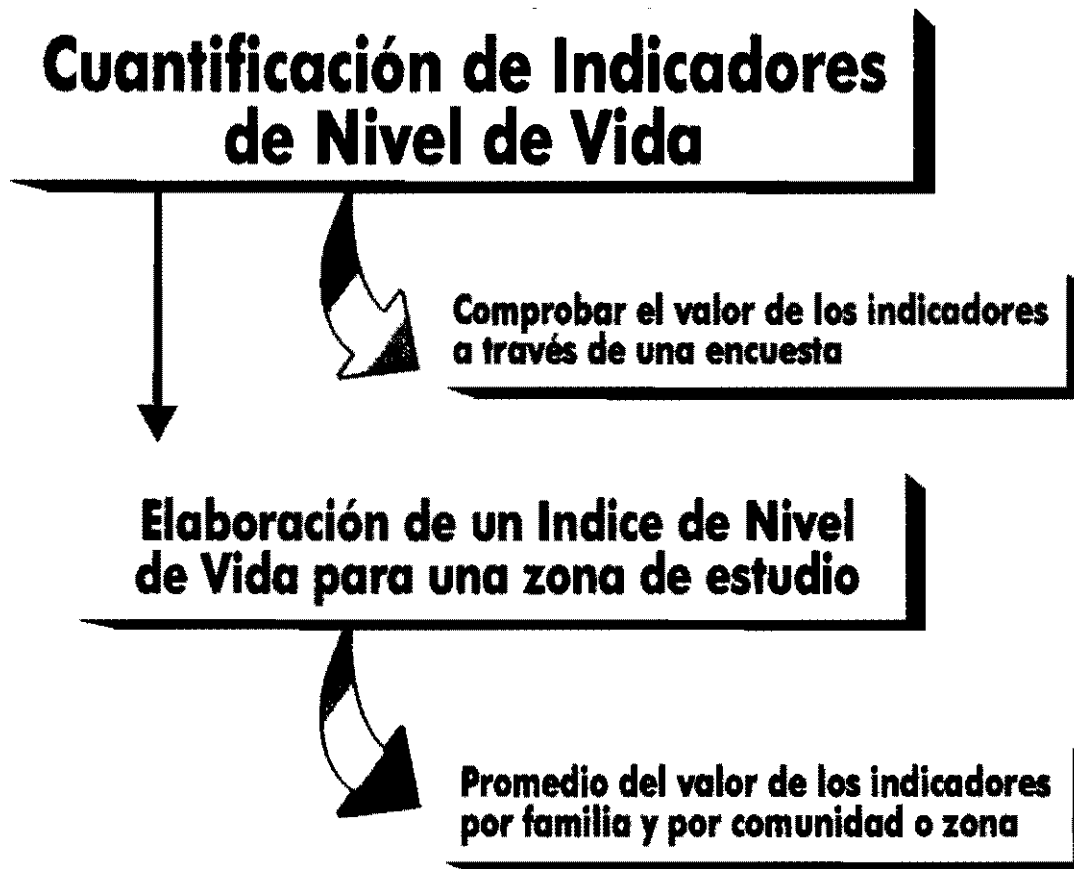 Cuantificación de Indicadores
de Nivel de Vida
Comprobar el valor de los indicadores
a través de una encuesta
Elaboración de un Indice de Nivel
de Vida para una zona de estudio
Promedio del valor de los indicadores
por familia y por comunidad o zona